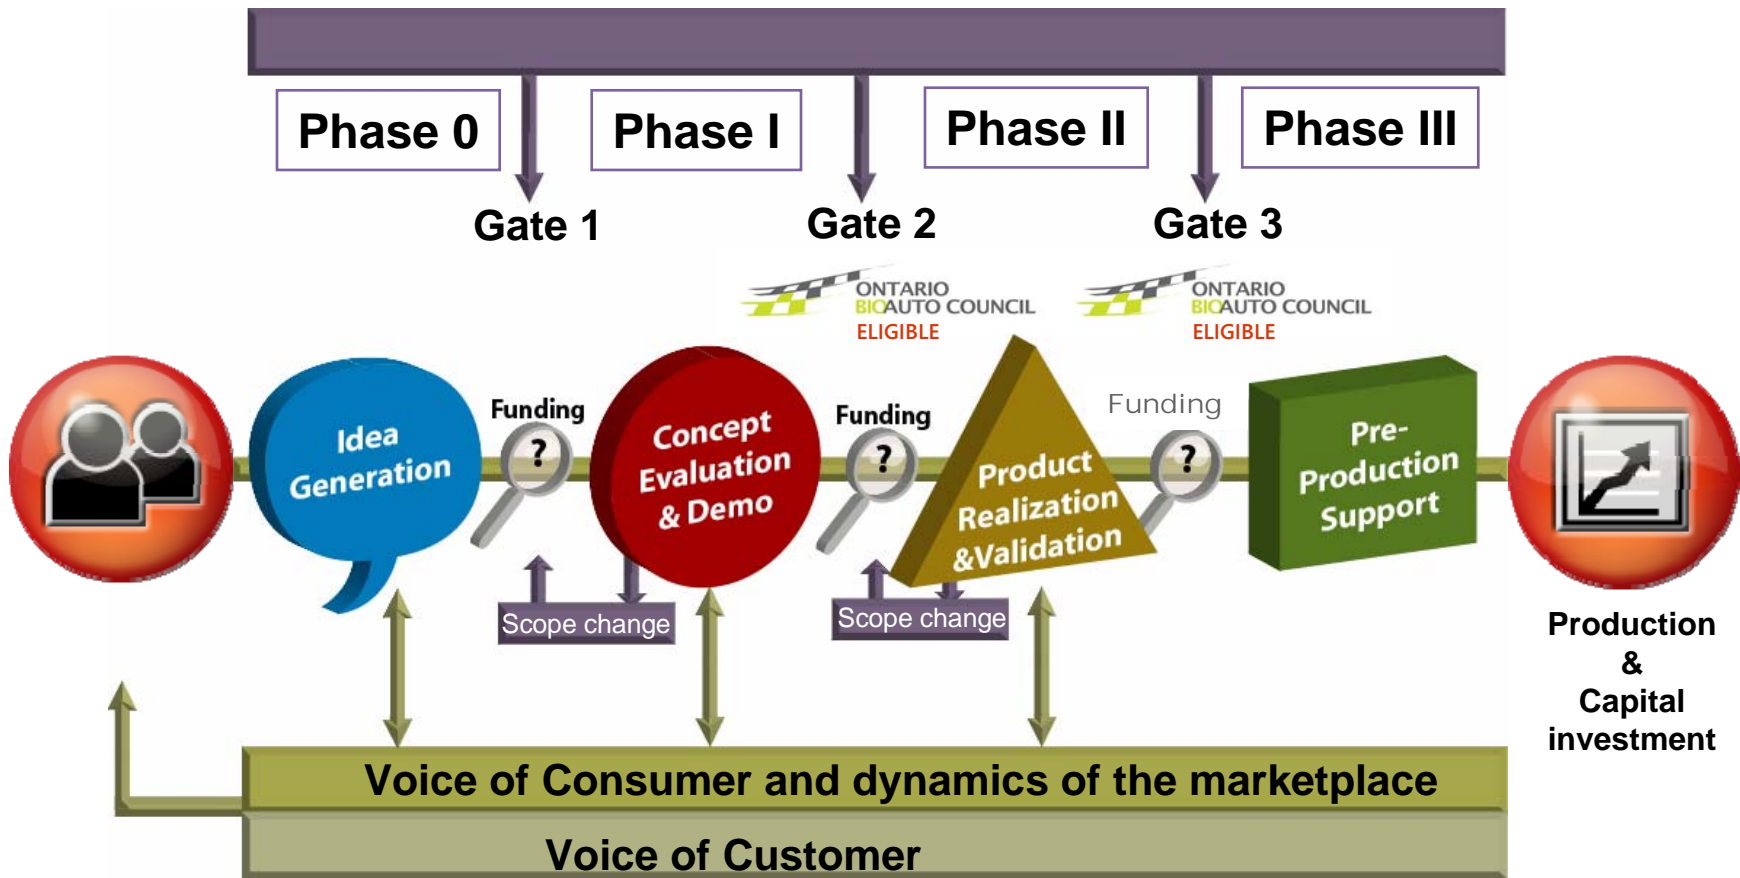 Phase 0
Phase I
Phase II
Phase III
Gate 1
Gate 2
Gate 3
ONTARIO
BIOAUTO COUNCIL
ELIGIBLE
ONTARIO
BIOAUTO COUNCIL
ELIGIBLE
Idea
Generation
Funding
?
Concept
Evaluation
& Demo
Funding
?
Product
Realization
&Validation
Funding
?
Pre-
Production
Support
Scope change
Scope change
Production
&
Capital
investment
Voice of Consumer and dynamics of the marketplace
Voice of Customer